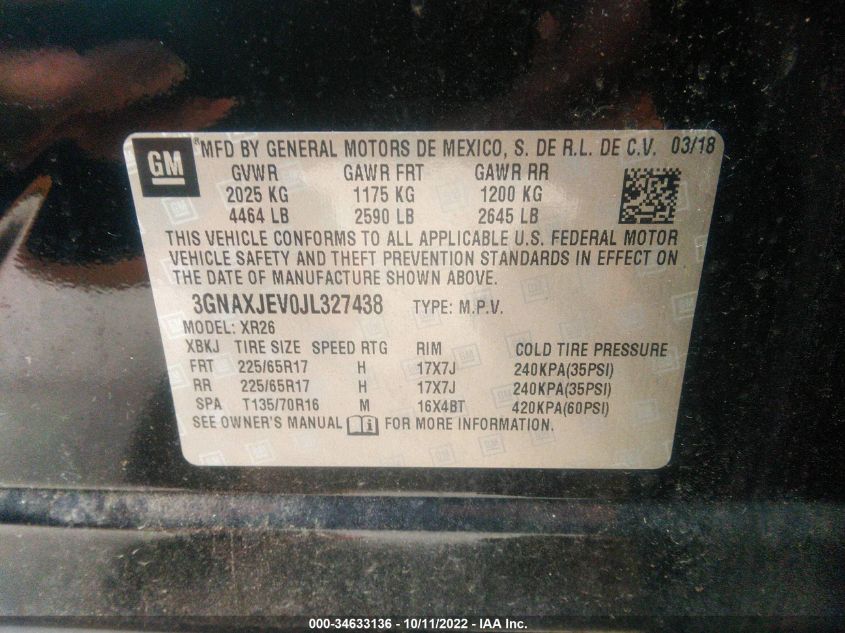 GM
®MFD BY GENERAL MOTORS DE MEXICO, S. DE R.L. DE C.V. 03/18
GVWR GAWR FRT GAWR RR
2025 KG 1175 KG 1200 KG
4464 LB 2590 LB 2645 LB
THIS VEHICLE CONFORMS TO ALL APPLICABLE U.S. FEDERAL MOTOR
VEHICLE SAFETY AND THEFT PREVENTION STANDARDS IN EFFECT ON
THE DATE OF MANUFACTURE SHOWN ABOVE.
3GNAXJEV0JL327438 TYPE: M.P.V.
MODEL: XR26
XBKJ TIRE SIZE SPEED RTG RIM COLD TIRE PRESSURE
FRT 225/65R17 H 17X7J 240KPA(35PSI)
RR 225/65R17 H 17X7J 240KPA(35PSI)
SPA T135/70R16 M 16X4BT 420KPA(60PSI)
SEE OWNER'S MANUAL FOR MORE INFORMATION.
000-34633136 - 10/11/2022 - IAA Inc.